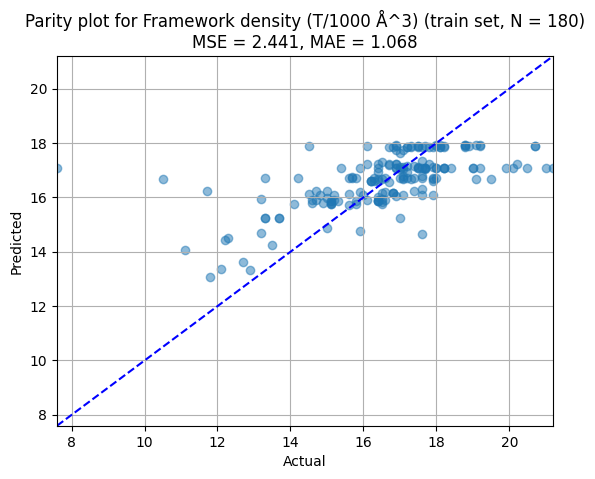 Parity plot for Framework density (T/1000 Å^3) (train set, N = 180)
MSE = 2.441, MAE = 1.068
20
18
16
14
12
10
8
Predicted
8 10 12 14 16 18 20
Actual